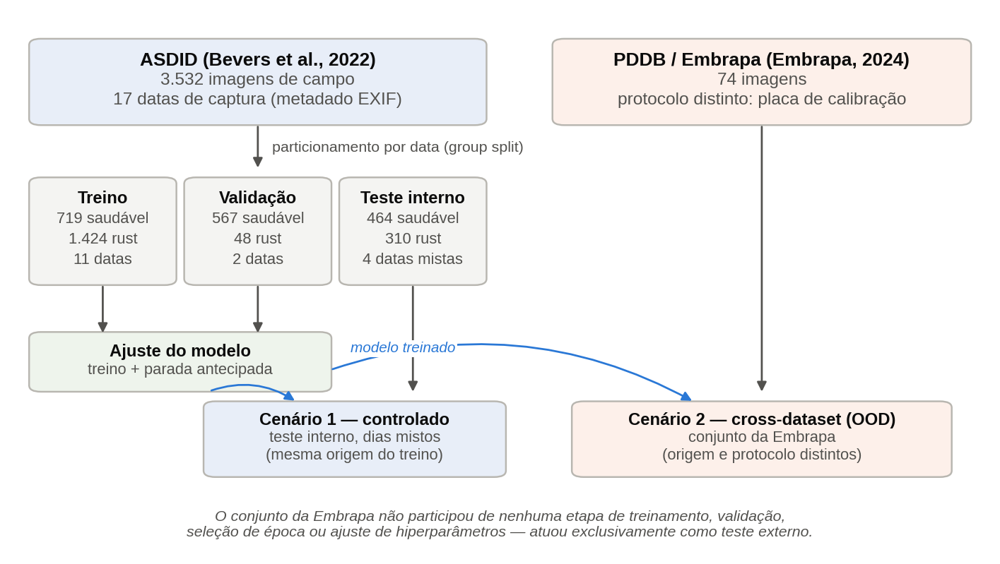 ASDID (Bevers et al., 2022)
3.532 imagens de campo
17 datas de captura (metadado EXIF)
PDDB / Embrapa (Embrapa, 2024)
74 imagens
protocolo distinto: placa de calibração
particionamento por data (group split)
Treino
719 saudável
1.424 rust
11 datas
Validação
567 saudável
48 rust
2 datas
Teste interno
464 saudável
310 rust
4 datas mistas
Ajuste do modelo
treino + parada antecipada
modelo treinado
Cenário 1 — controlado
teste interno, dias mistos
(mesma origem do treino)
Cenário 2 — cross-dataset (OOD)
conjunto da Embrapa
(origem e protocolo distintos)
O conjunto da Embrapa não participou de nenhuma etapa de treinamento, validação,
seleção de época ou ajuste de hiperparâmetros — atuou exclusivamente como teste externo.